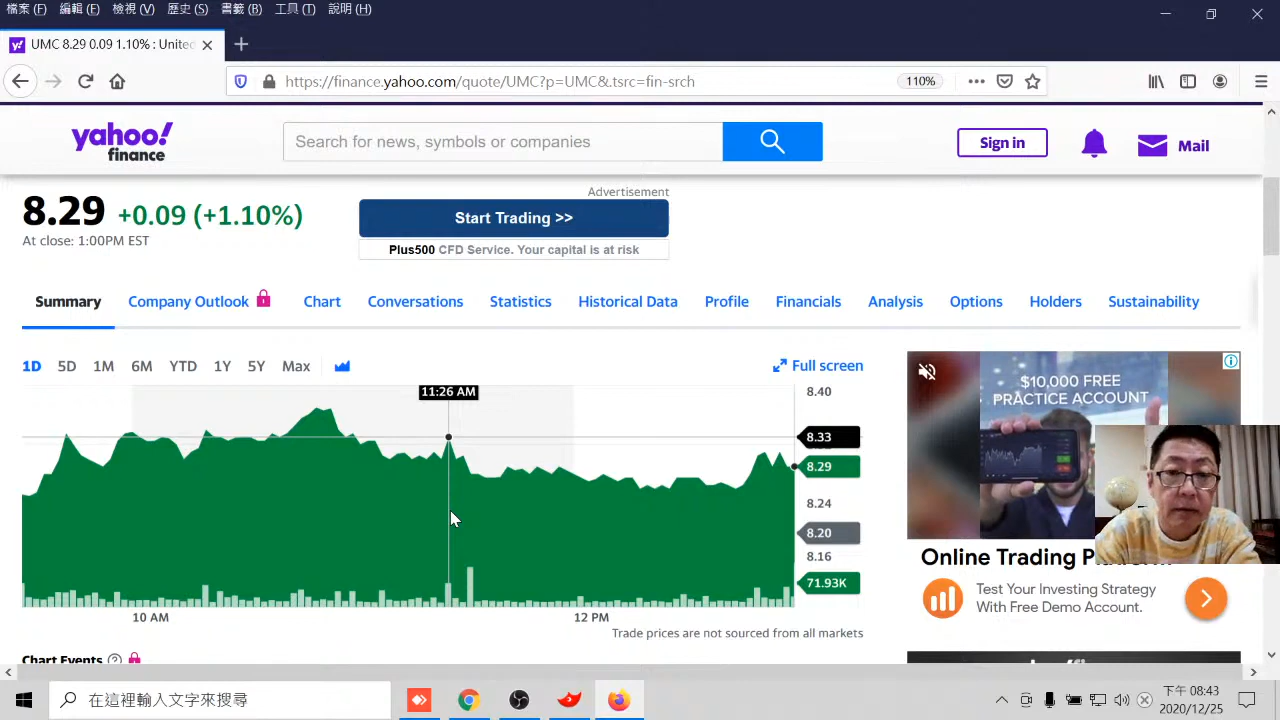 檔案 (F) 編輯 (E) 檢視 (V) 歷史 (S) 書籤 (B) 工具 (T) 說明 (H)
UMC 8.29 0.09 1.10% : Unitec
https://finance.yahoo.com/quote/UMC?p=UMC&.tsrc=fin-srch
110%
yahoo!
finance
Search for news, symbols or companies
Sign in
Mail
8.29 +0.09 (+1.10%)
At close: 1:00PM EST
Advertisement
Start Trading >>
Plus500 CFD Service. Your capital is at risk
Summary Company Outlook Chart Conversations Statistics Historical Data Profile Financials Analysis Options Holders Sustainability
1D 5D 1M 6M YTD 1Y 5Y Max
Full screen
11:26 AM
8.40
8.33
8.29
8.24
8.20
8.16
71.93K
10 AM
12 PM
Trade prices are not sourced from all markets
Chart Events
$10,000 FREE
PRACTICE ACCOUNT
Online Trading
Test Your Investing Strategy
With Free Demo Account.
在這裡輸入文字來搜尋
下午 08:43
2020/12/25